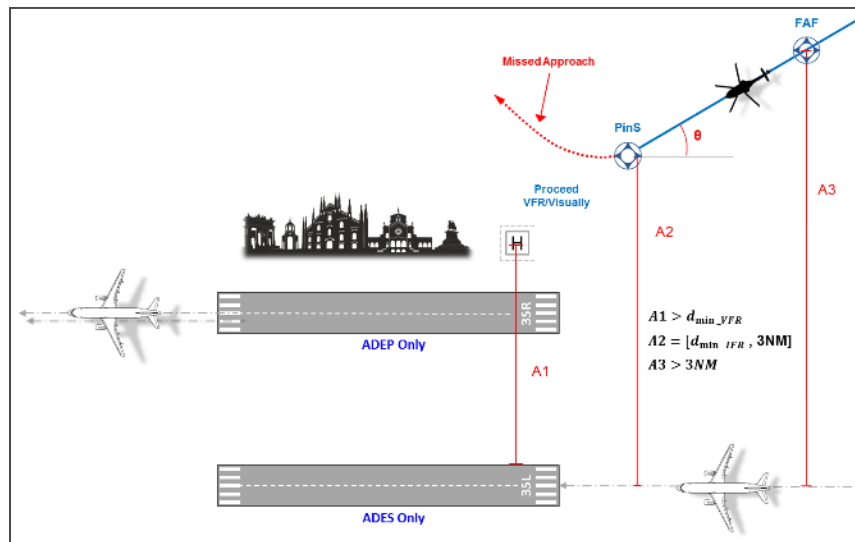 FAF
Missed Approach
PinS
θ
A3
Proceed
VFR/Visually
H
A2
35R
A1 > d_min_VFR
A2 = [d_min_IFR , 3NM]
A3 > 3NM
ADEP Only
A1
35L
ADES Only